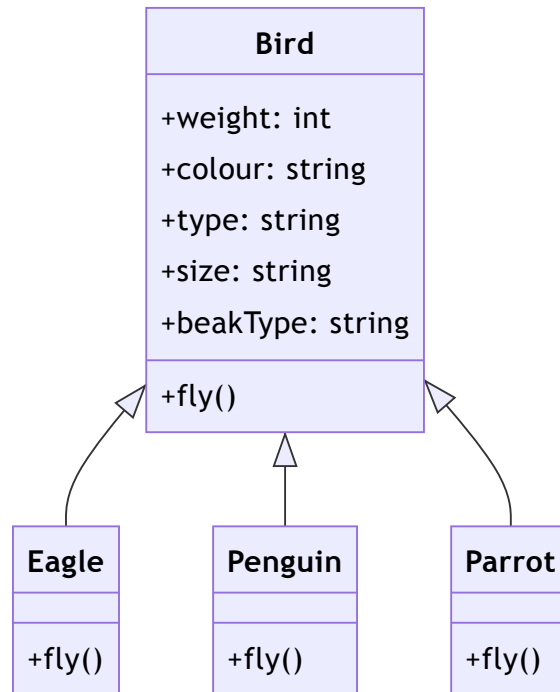 Bird
+weight: int
+colour: string
+type: string
+size: string
+beakType: string
+fly()
Eagle
Penguin
Parrot
+fly()
+fly()
+fly()